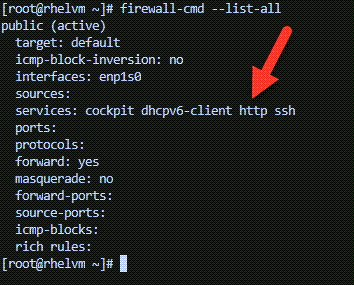 [root@rhelvm ~]# firewall-cmd --list-all
public (active)
  target: default
  icmp-block-inversion: no
  interfaces: enp1s0
  sources:
  services: cockpit dhcpv6-client http ssh
  ports:
  protocols:
  forward: yes
  masquerade: no
  forward-ports:
  source-ports:
  icmp-blocks:
  rich rules:
[root@rhelvm ~]#